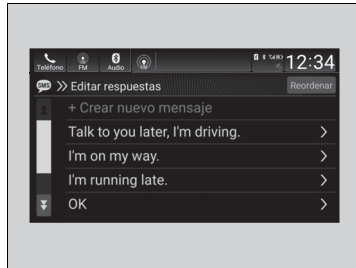 Teléfono FM Audio 12:34
SMS Editar respuestas Reordenar
+ Crear nuevo mensaje
Talk to you later, I'm driving.
I'm on my way.
I'm running late.
OK